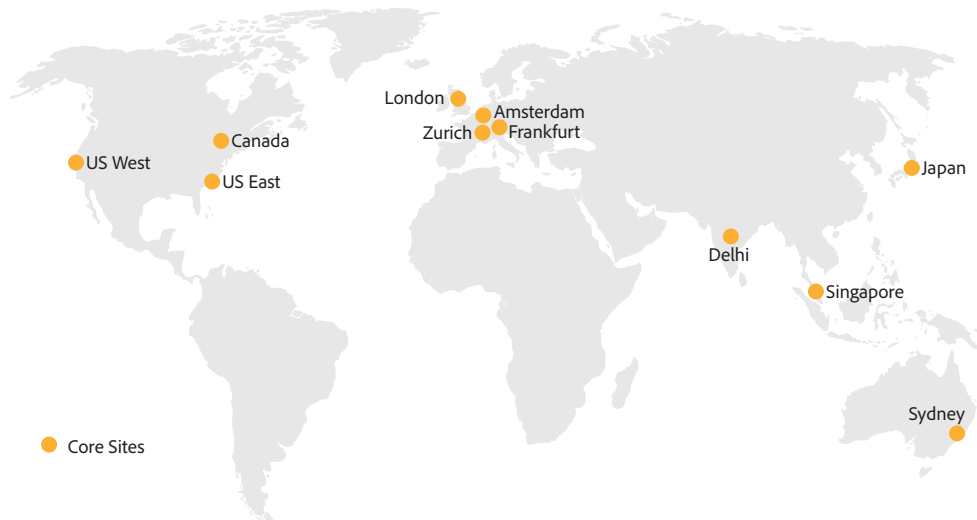 London
Amsterdam
Zurich
Frankfurt
Canada
US West
US East
Japan
Delhi
Singapore
Sydney
Core Sites